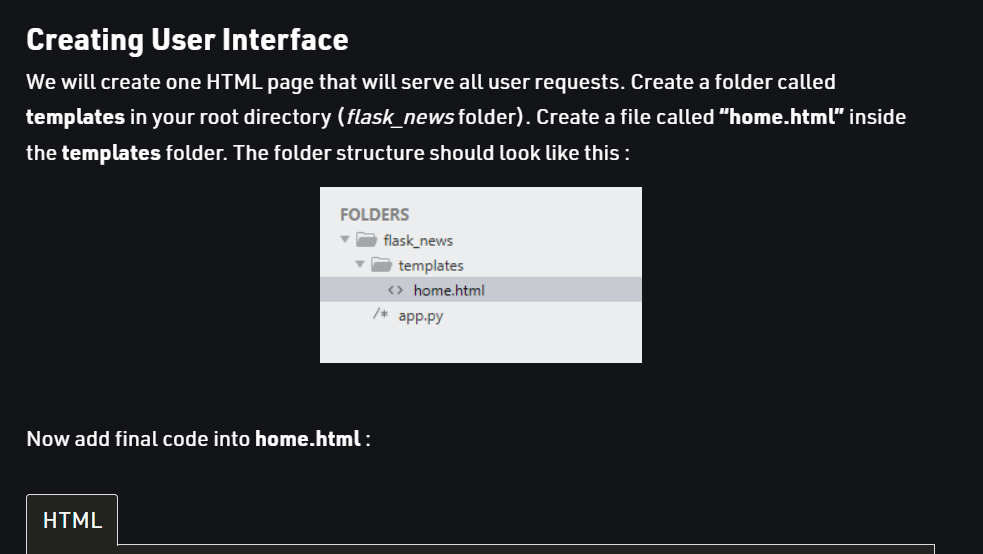 Creating User Interface
We will create one HTML page that will serve all user requests. Create a folder called
templates in your root directory (flask_news folder). Create a file called “home.html” inside
the templates folder. The folder structure should look like this :
FOLDERS
flask_news
templates
<> home.html
/* app.py
Now add final code into home.html :
HTML